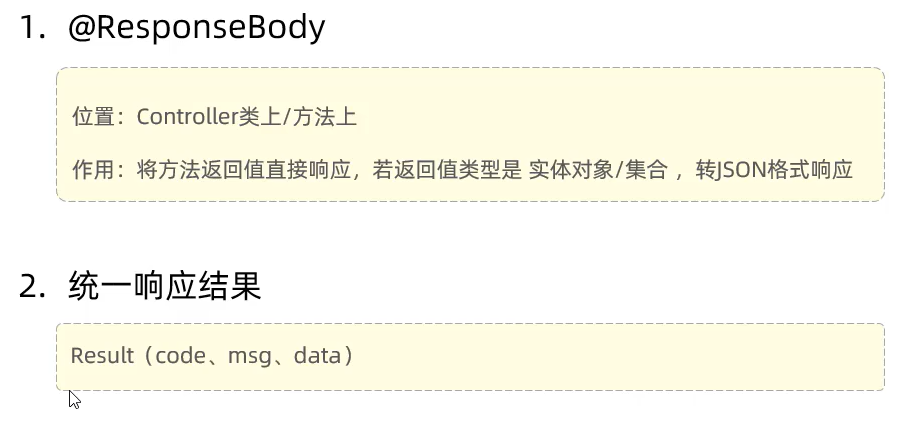 1. @ResponseBody
位置：Controller类上/方法上
作用：将方法返回值直接响应，若返回值类型是 实体对象/集合 ，转JSON格式响应
2. 统一响应结果
Result（code、msg、data）